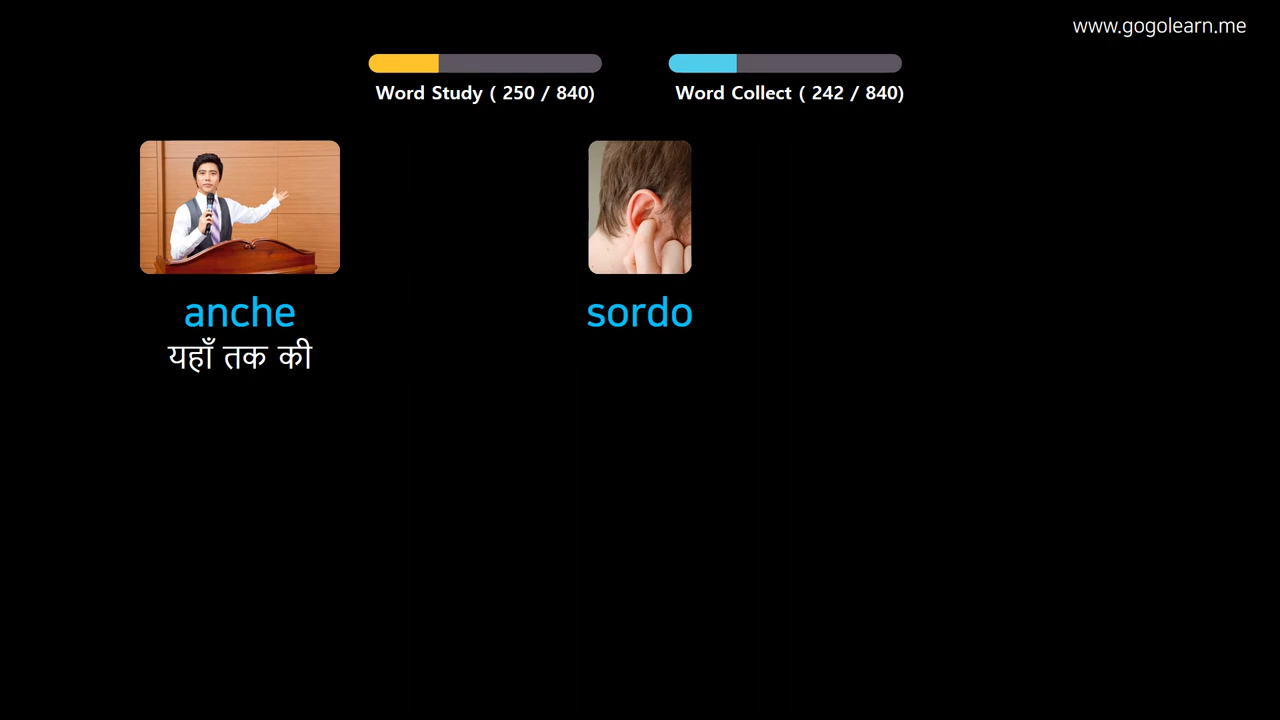 www.gogolearn.me
Word Study ( 250 / 840)
Word Collect ( 242 / 840)
anche
यहाँ तक की
sordo